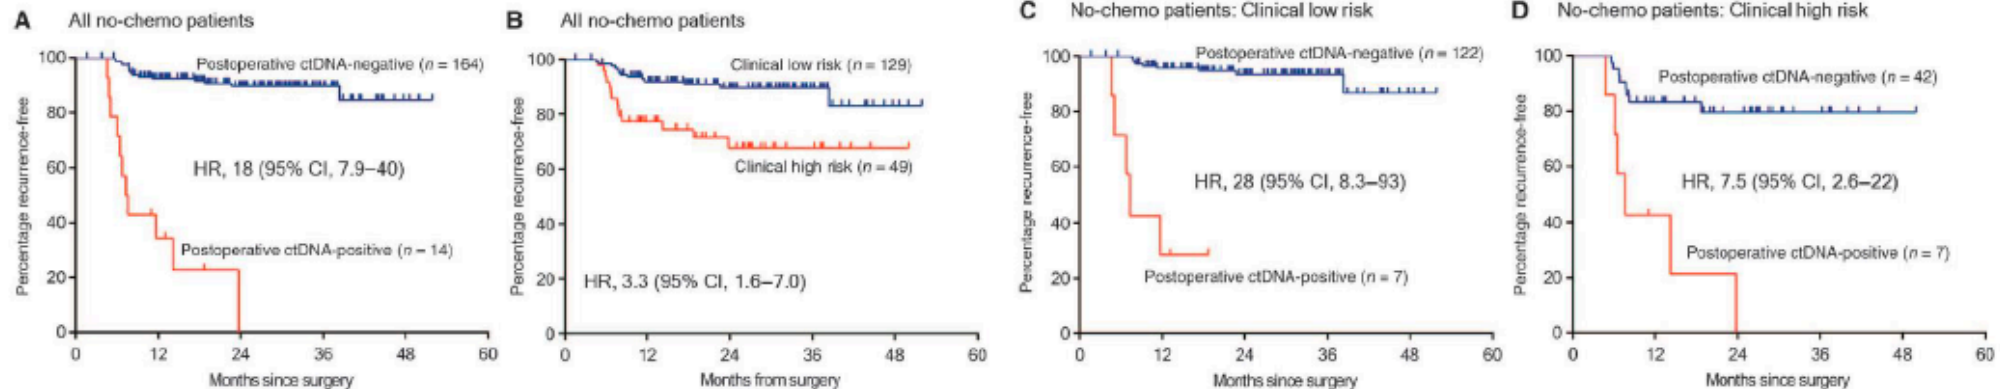 A All no-chemo patients
Percentage recurrence-free
100
80
60
40
20
0
Postoperative ctDNA-negative (n = 164)
HR, 18 (95% CI, 7.9–40)
Postoperative ctDNA-positive (n = 14)
0 12 24 36 48 60
Months since surgery
B All no-chemo patients
Percentage recurrence-free
100
80
60
40
20
0
Clinical low risk (n = 129)
Clinical high risk (n = 49)
HR, 3.3 (95% CI, 1.6–7.0)
0 12 24 36 48 60
Months from surgery
C No-chemo patients: Clinical low risk
Percentage recurrence-free
100
80
60
40
20
0
Postoperative ctDNA-negative (n = 122)
HR, 28 (95% CI, 8.3–93)
Postoperative ctDNA-positive (n = 7)
0 12 24 36 48 60
Months since surgery
D No-chemo patients: Clinical high risk
Percentage recurrence-free
100
80
60
40
20
0
Postoperative ctDNA-negative (n = 42)
HR, 7.5 (95% CI, 2.6–22)
Postoperative ctDNA-positive (n = 7)
0 12 24 36 48 60
Months since surgery